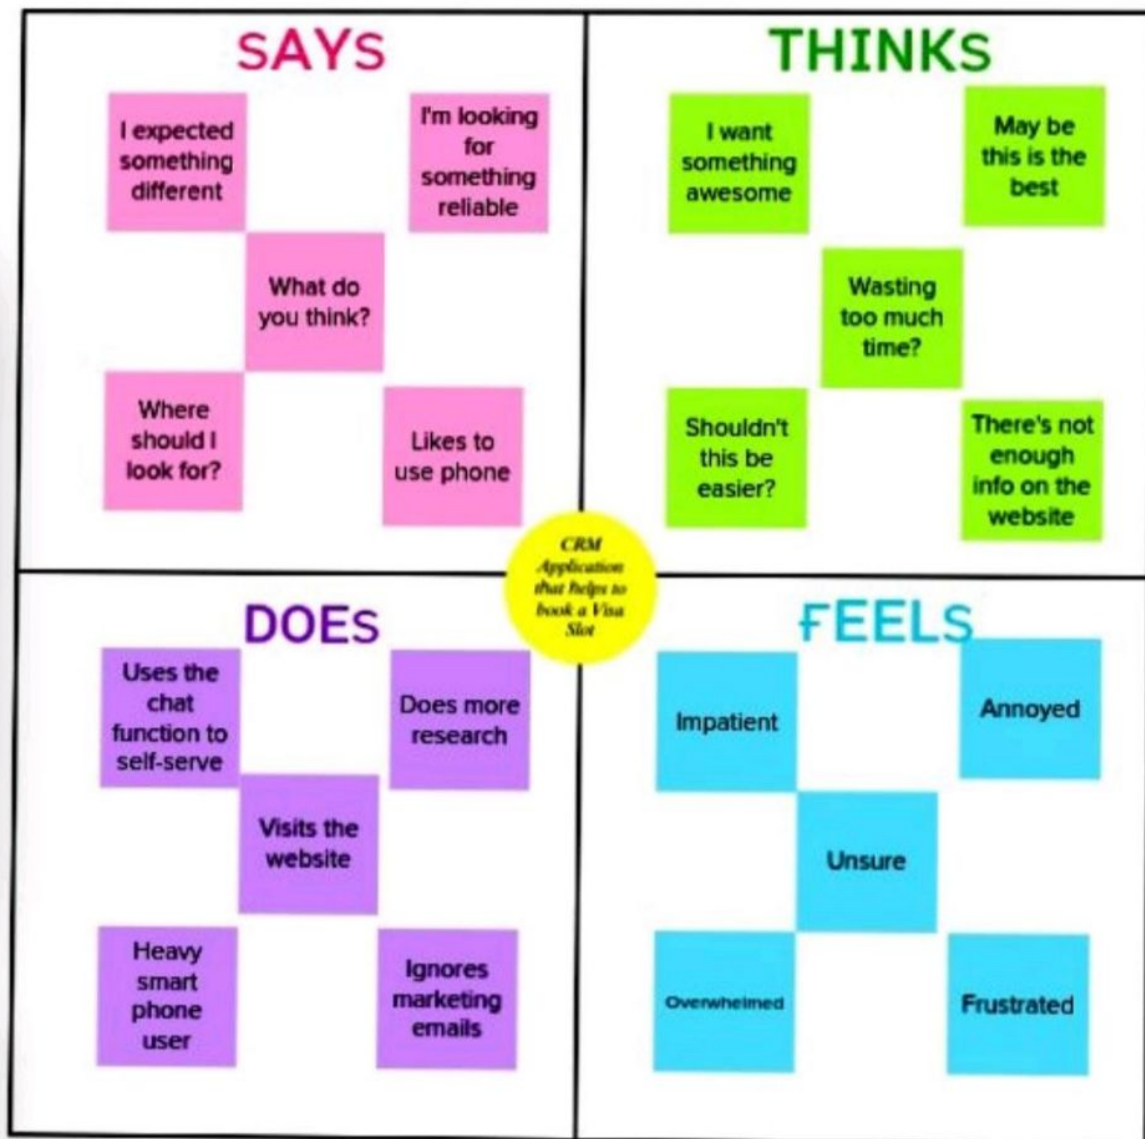 SAYS
I expected
something
different
I'm looking
for
something
reliable
What do
you think?
Where
should I
look for?
Likes to
use phone
THINKS
I want
something
awesome
May be
this is the
best
Wasting
too much
time?
Shouldn't
this be
easier?
There's not
enough
info on the
website
CRM
Application
that helps to
book a Visa
Slot
DOES
Uses the
chat
function to
self-serve
Does more
research
Visits the
website
Heavy
smart
phone
user
Ignores
marketing
emails
FEELS
Impatient
Annoyed
Unsure
Overwhelmed
Frustrated